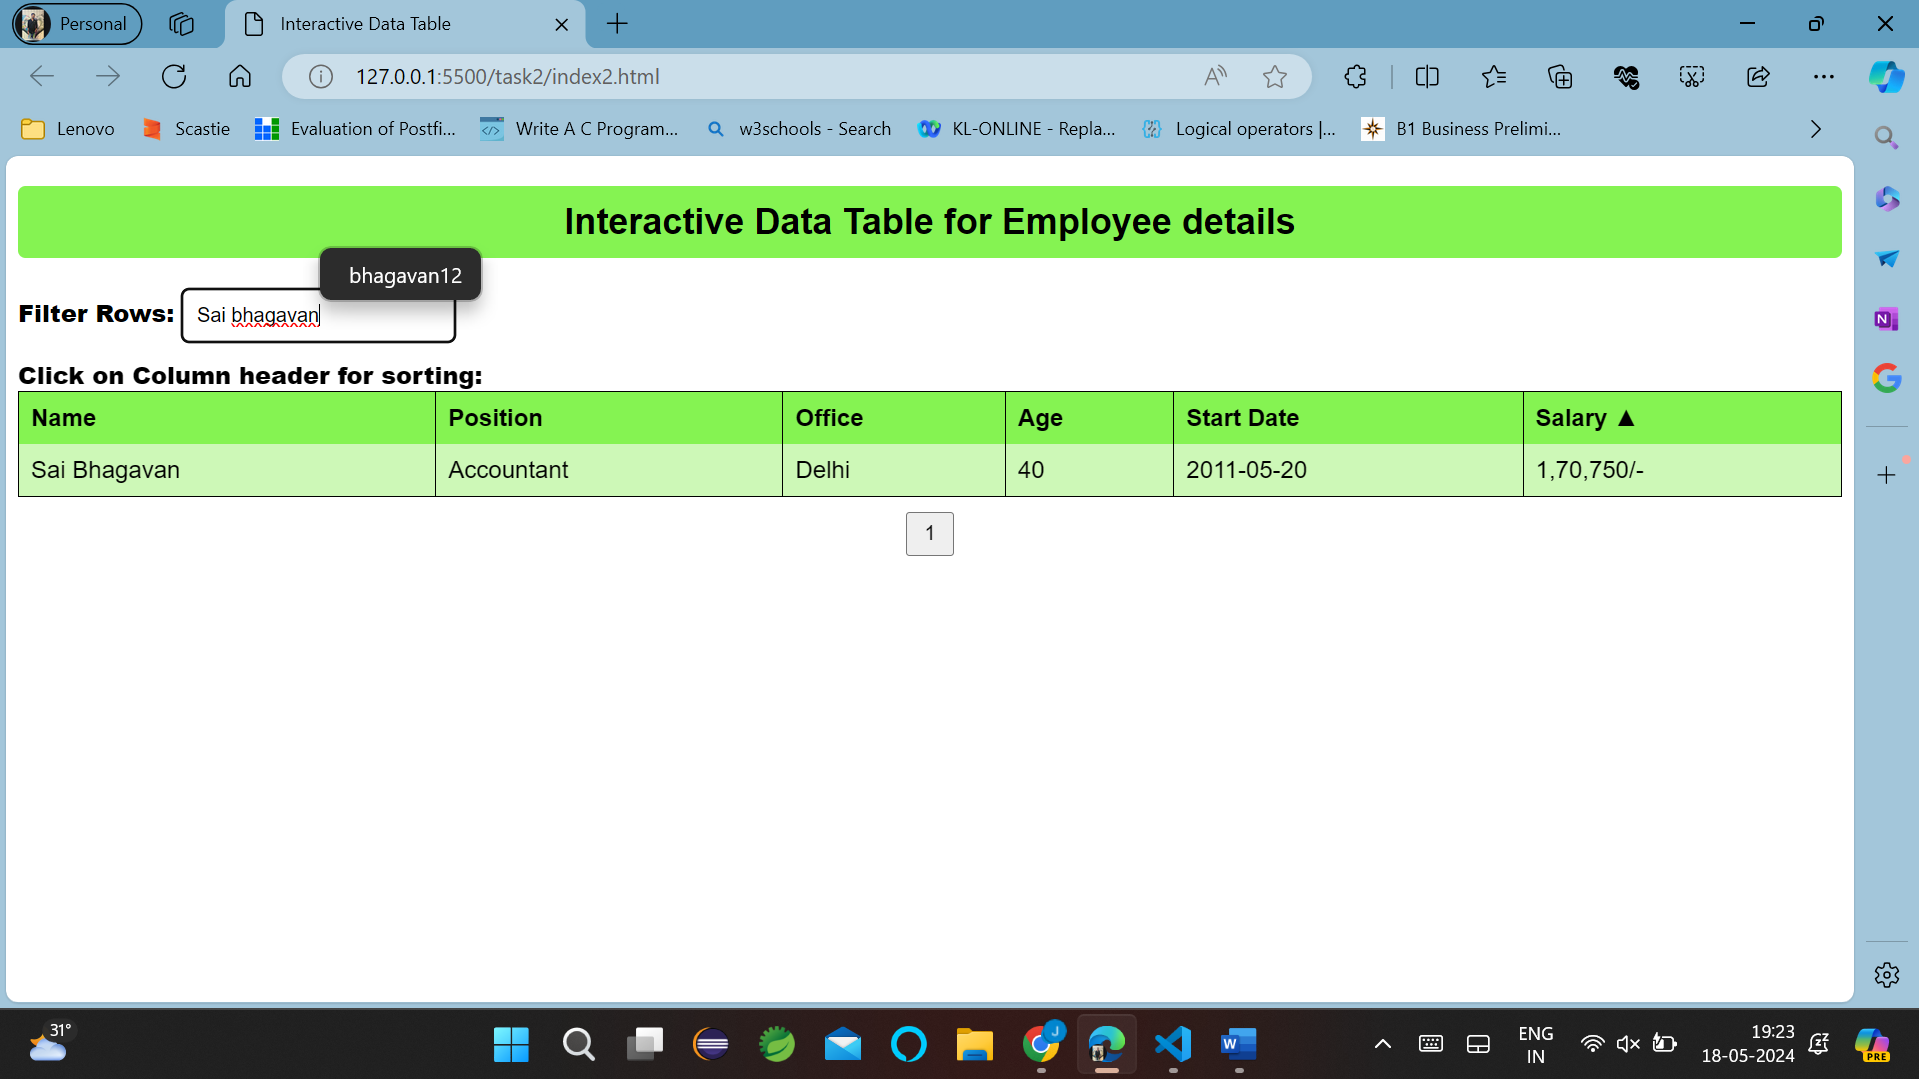 Personal
Interactive Data Table
127.0.0.1:5500/task2/index2.html
Lenovo
Scastie
Evaluation of Postfi...
Write A C Program...
w3schools - Search
KL-ONLINE - Repla...
Logical operators |...
B1 Business Prelimi...
Interactive Data Table for Employee details
bhagavan12
Filter Rows: Sai bhagavan
Click on Column header for sorting:
Name Position Office Age Start Date Salary ▲
Sai Bhagavan Accountant Delhi 40 2011-05-20 1,70,750/-
1
31°
J
W
N
ENG
IN
19:23
18-05-2024
PRE